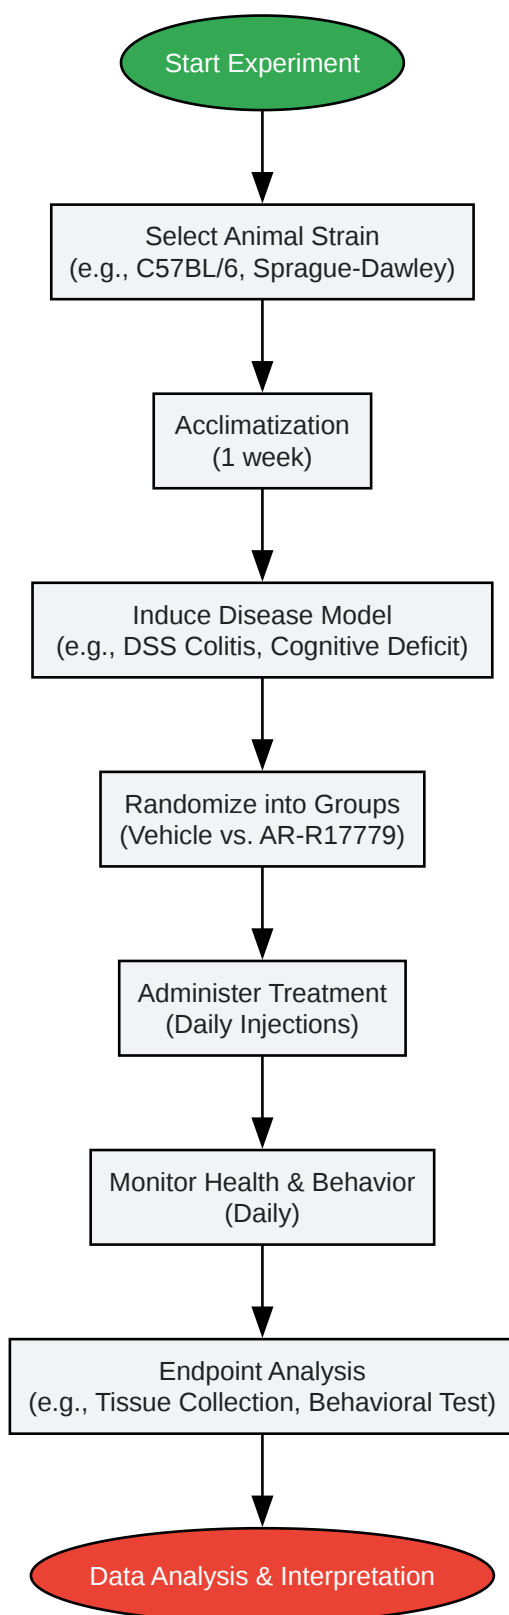 Start Experiment
Select Animal Strain
(e.g., C57BL/6, Sprague-Dawley)
Acclimatization
(1 week)
Induce Disease Model
(e.g., DSS Colitis, Cognitive Deficit)
Randomize into Groups
(Vehicle vs. AR-R17779)
Administer Treatment
(Daily Injections)
Monitor Health & Behavior
(Daily)
Endpoint Analysis
(e.g., Tissue Collection, Behavioral Test)
Data Analysis & Interpretation